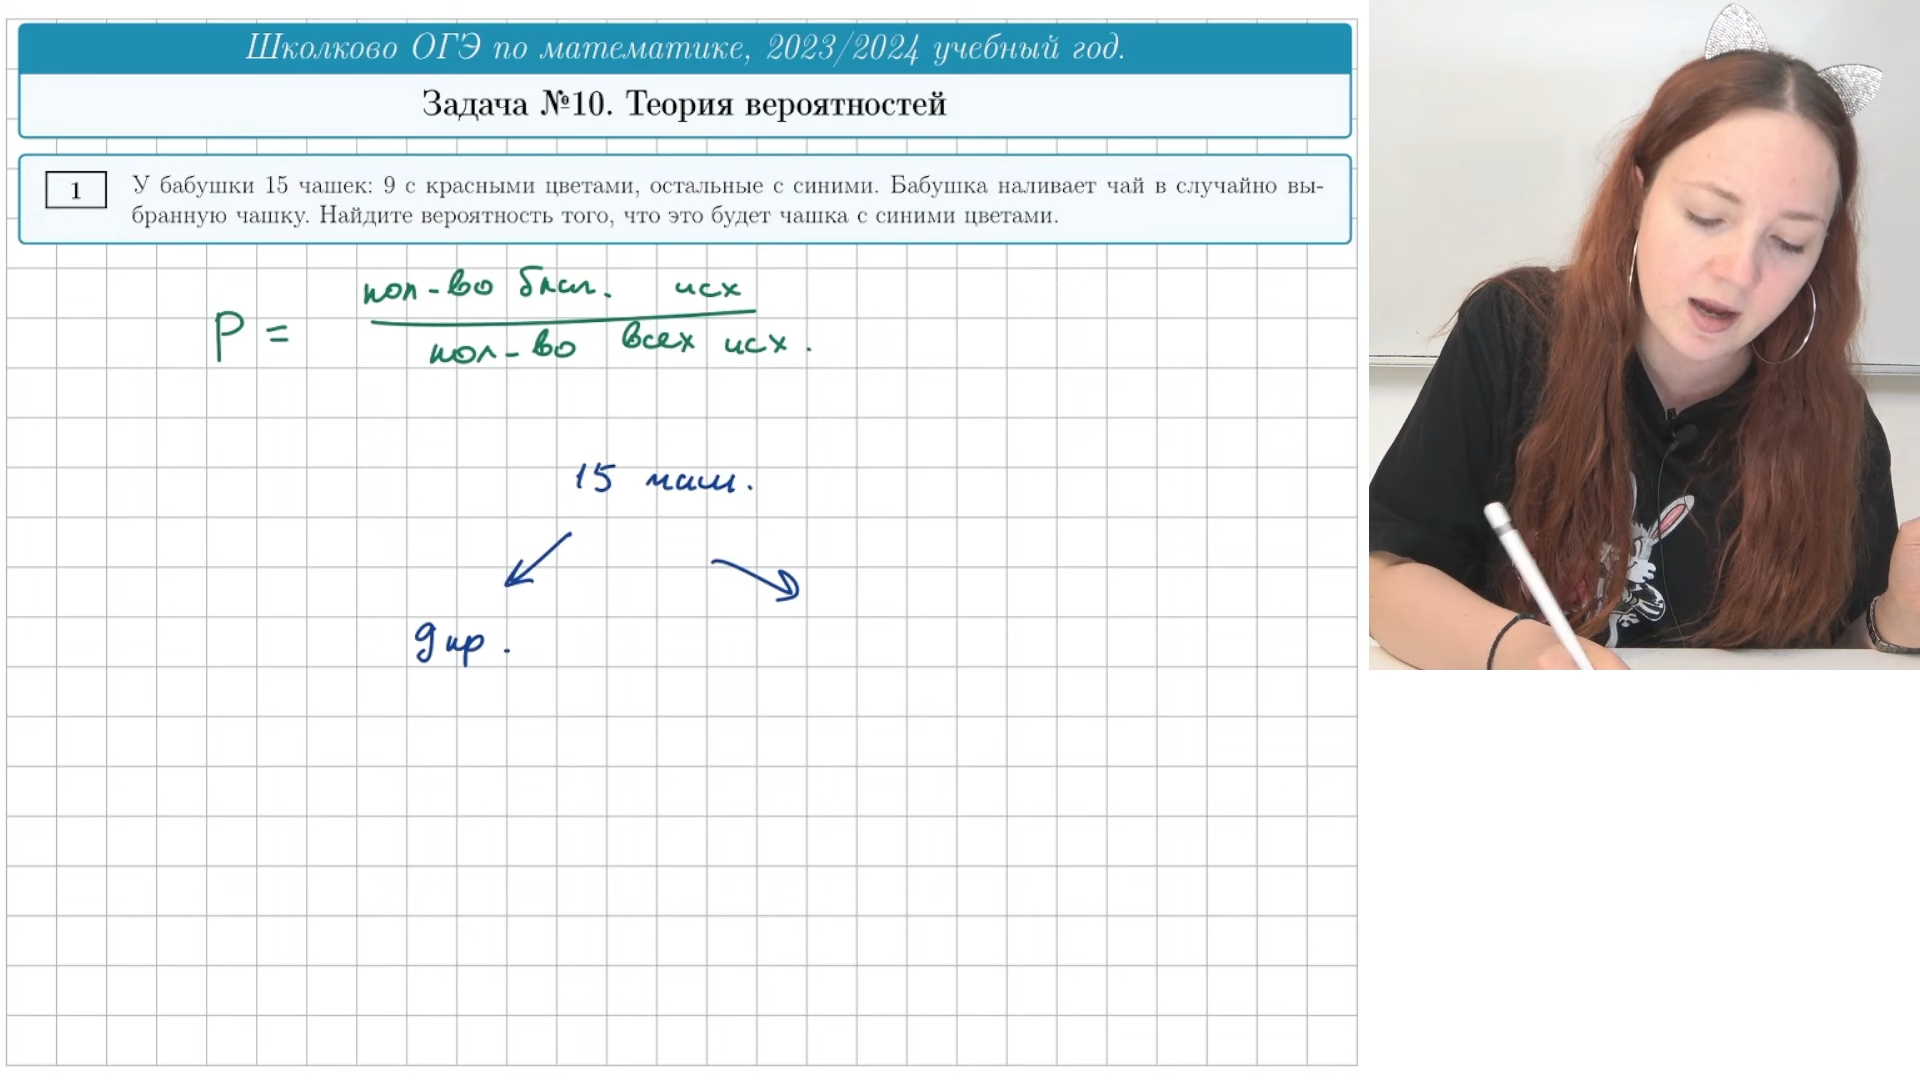 Школково ОГЭ по математике, 2023/2024 учебный год.
Задача №10. Теория вероятностей
1 У бабушки 15 чашек: 9 с красными цветами, остальные с синими. Бабушка наливает чай в случайно вы-
бранную чашку. Найдите вероятность того, что это будет чашка с синими цветами.
P = кол-во благ. исх
кол-во всех исх.
15 маш.
9 кр.